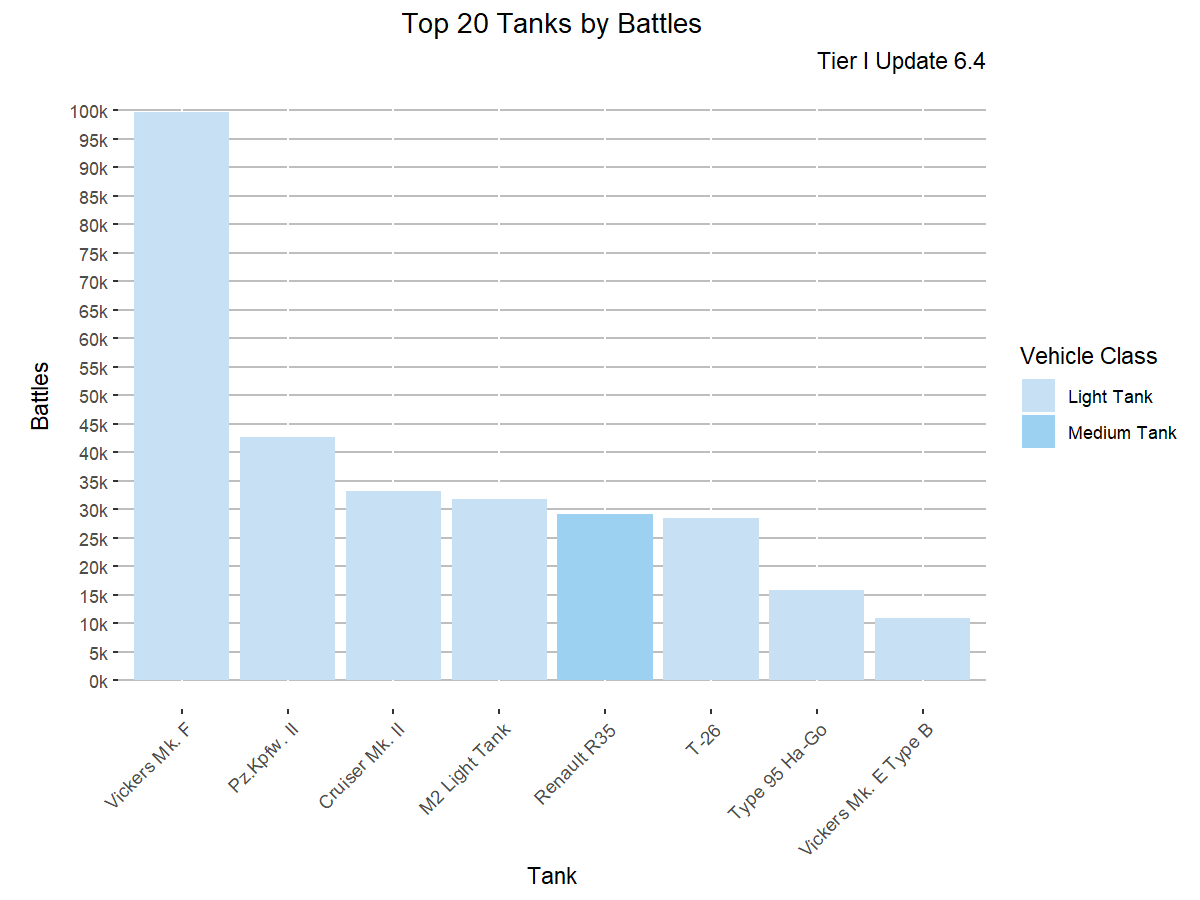 Top 20 Tanks by Battles
Tier I Update 6.4
100k
95k
90k
85k
80k
75k
70k
65k
60k
55k
50k
45k
40k
35k
30k
25k
20k
15k
10k
5k
0k
Battles
Vickers Mk. F
Pz.Kpfw. II
Cruiser Mk. II
M2 Light Tank
Renault R35
T-26
Type 95 Ha-Go
Vickers Mk. E Type B
Tank
Vehicle Class
Light Tank
Medium Tank